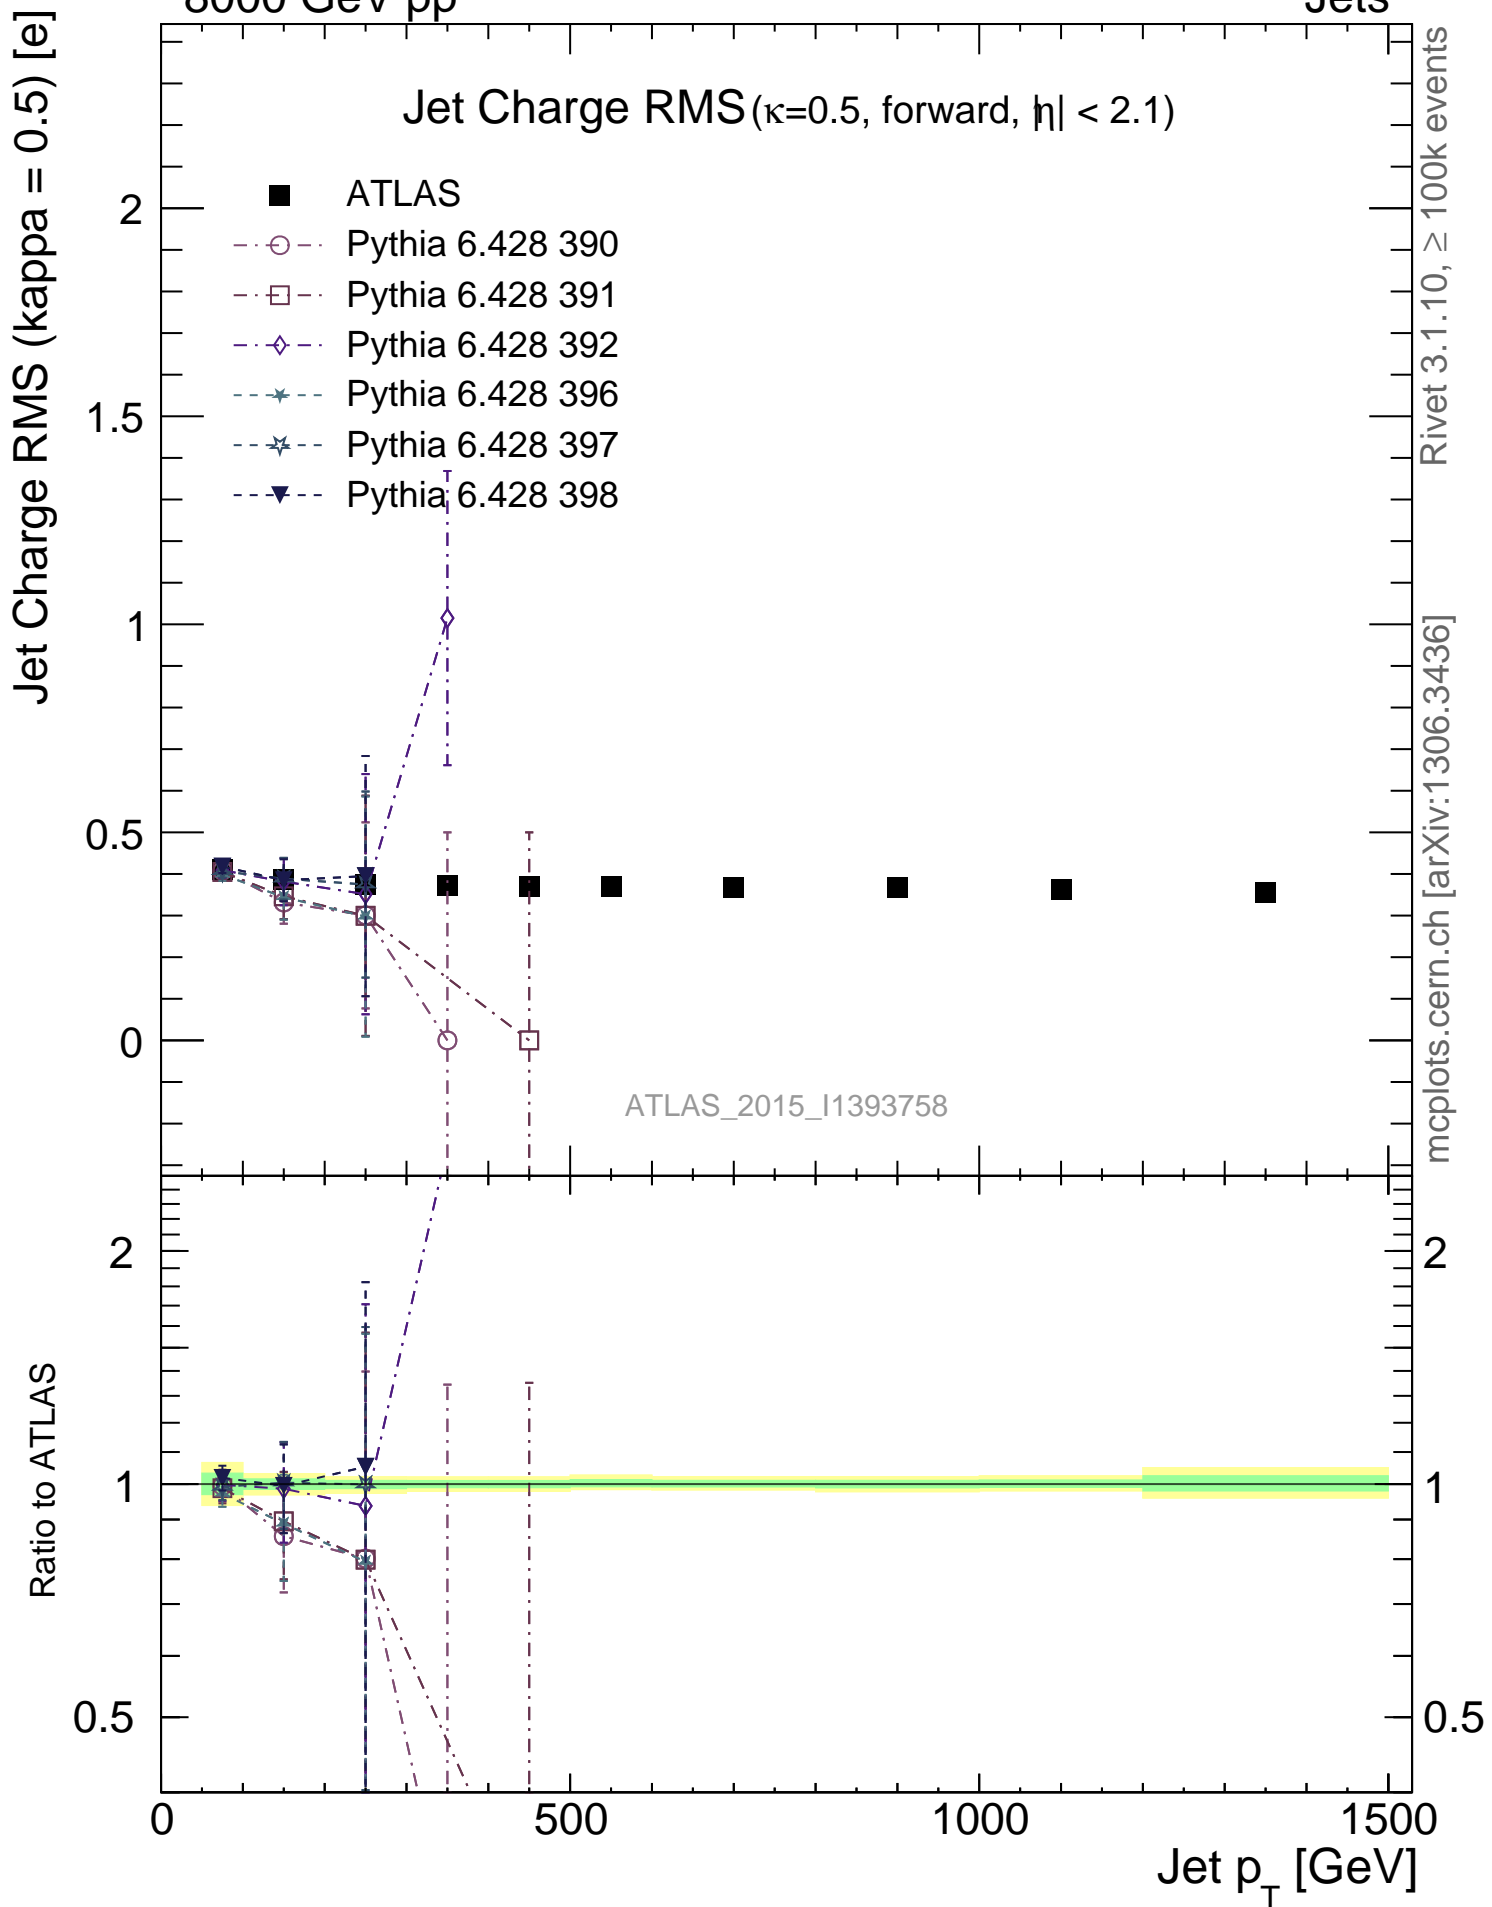 8000 GeV pp
Jets
Jet Charge RMS (kappa = 0.5) [e]
Jet Charge RMS (κ=0.5, forward, |η| < 2.1)
ATLAS
Pythia 6.428 390
Pythia 6.428 391
Pythia 6.428 392
Pythia 6.428 396
Pythia 6.428 397
Pythia 6.428 398
2
1.5
1
0.5
0
ATLAS_2015_I1393758
Rivet 3.1.10, ≥ 100k events
mcplots.cern.ch [arXiv:1306.3436]
Ratio to ATLAS
2
1
0.5
2
1
0.5
0
500
1000
1500
Jet p_T [GeV]